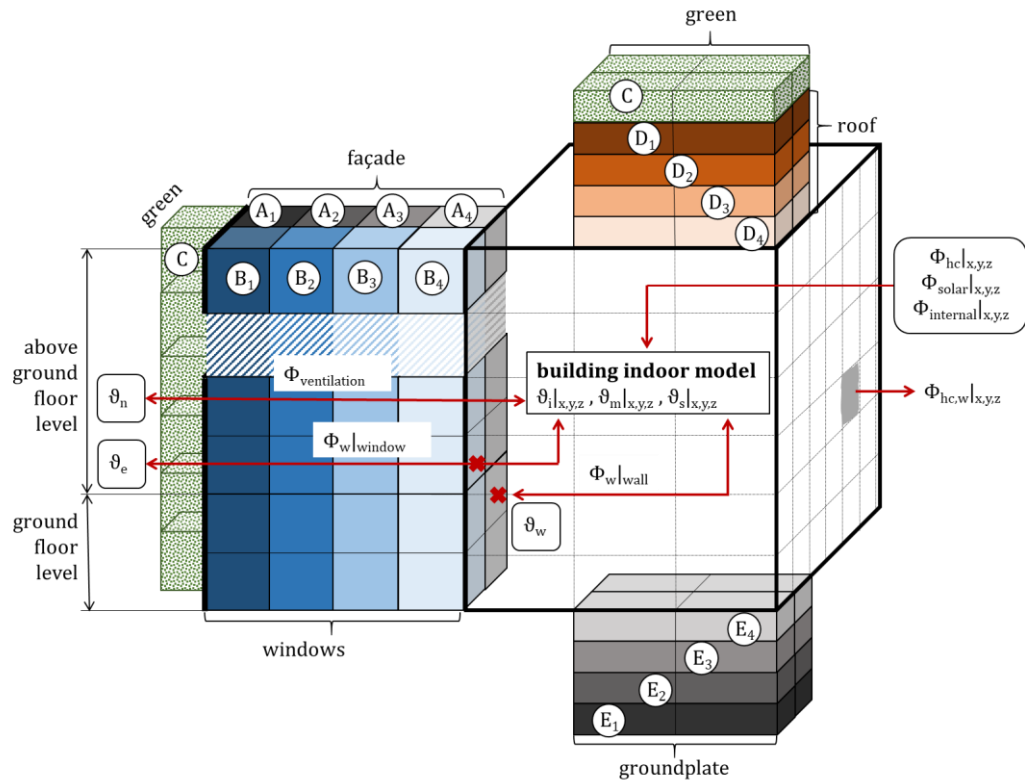 green
C
D₁
D₂
D₃
D₄
roof
façade
green
A₁
A₂
A₃
A₄
C
B₁
B₂
B₃
B₄
Φhc|x,y,z
Φsolar|x,y,z
Φinternal|x,y,z
above
ground
floor
level
Φventilation
building indoor model
ϑi|x,y,z , ϑm|x,y,z , ϑs|x,y,z
ϑn
Φhc,w|x,y,z
Φw|window
ϑe
Φw|wall
ϑw
ground
floor
level
windows
E₄
E₃
E₂
E₁
groundplate